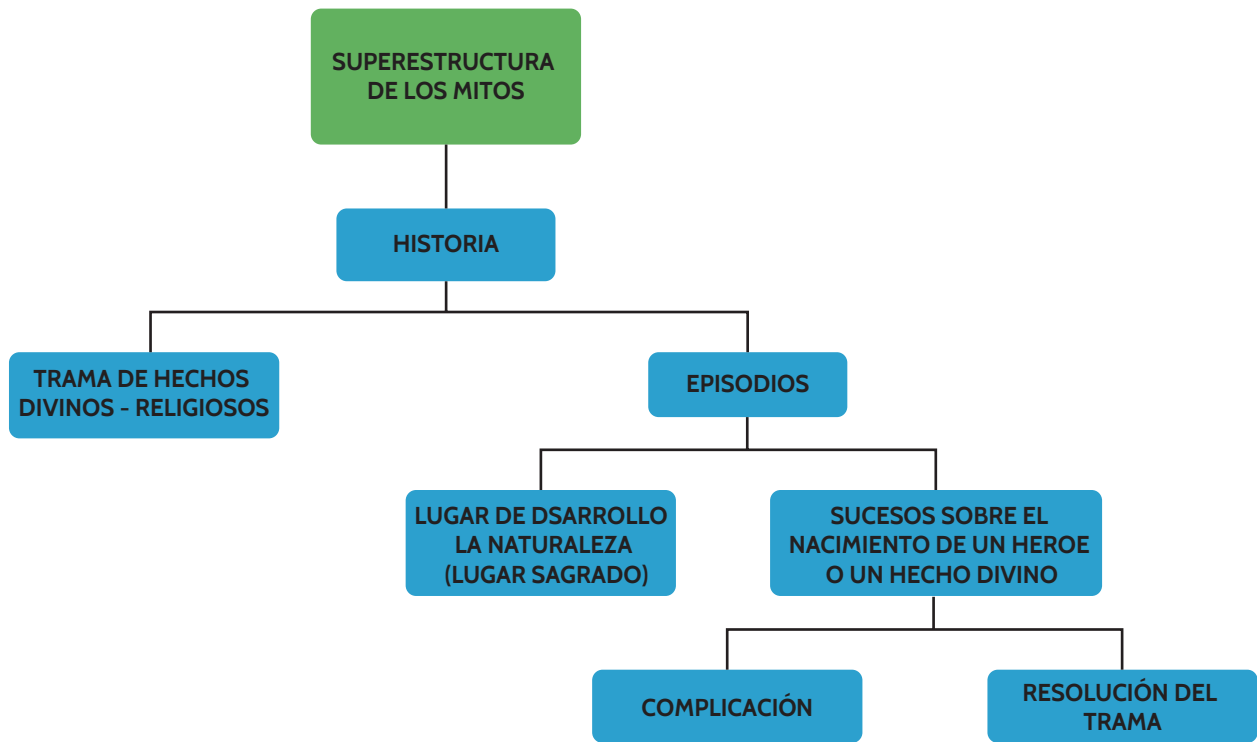 SUPERESTRUCTURA
DE LOS MITOS
HISTORIA
TRAMA DE HECHOS
DIVINOS - RELIGIOSOS
EPISODIOS
LUGAR DE DSARROLLO
LA NATURALEZA
(LUGAR SAGRADO)
SUCESOS SOBRE EL
NACIMIENTO DE UN HEROE
O UN HECHO DIVINO
COMPLICACIÓN
RESOLUCIÓN DEL
TRAMA